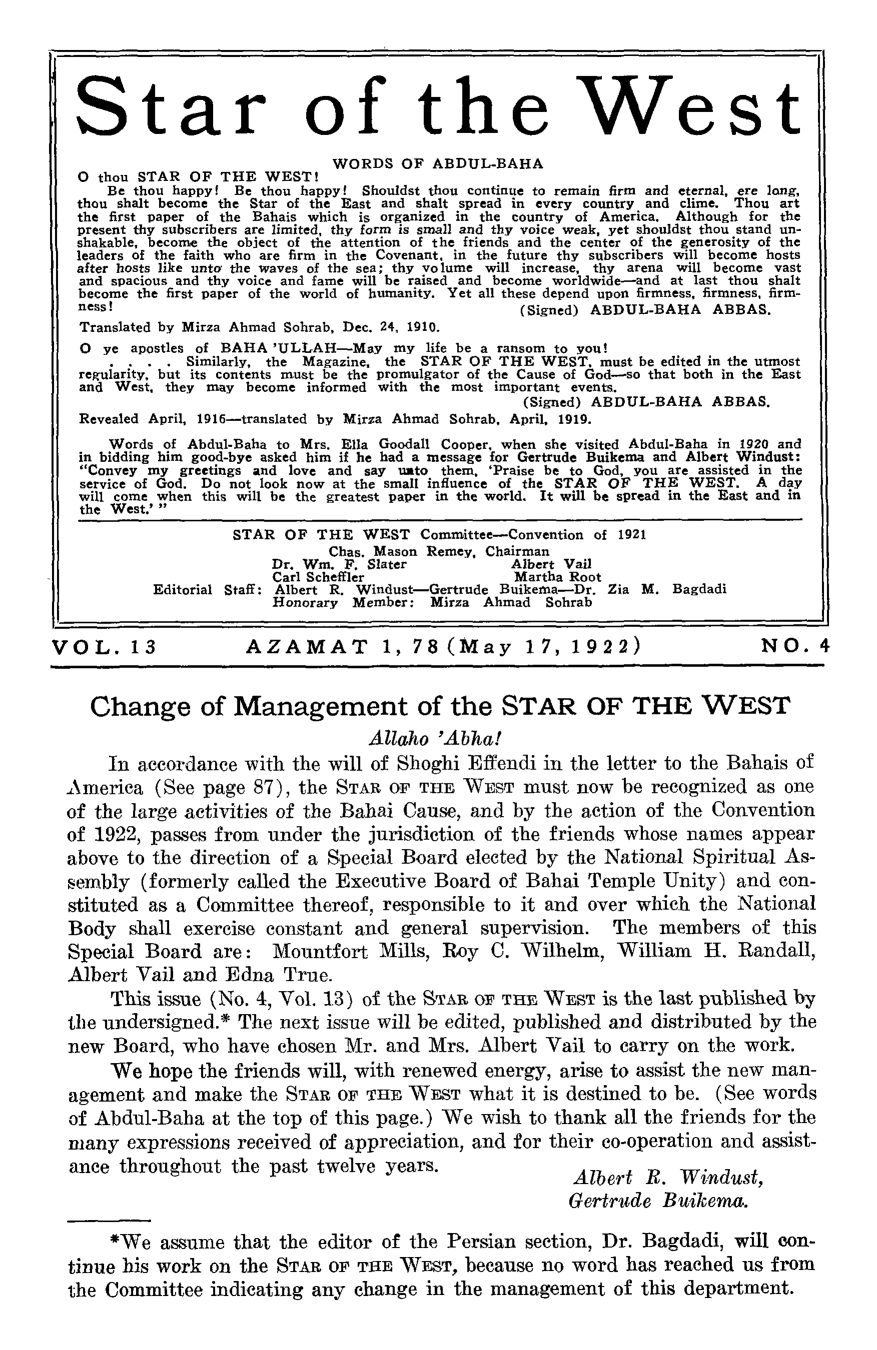 Star of the West
WORDS OF ABDUL-BAHA
O thou STAR OF THE WEST!
Be thou happy! Be thou happy! Shouldst thou continue to remain firm and eternal, ere long,
thou shalt become the Star of the East and shalt spread in every country and clime. Thou art
the first paper of the Bahais which is organized in the country of America. Although for the
present thy subscribers are limited, thy form is small and thy voice weak, yet shouldst thou stand un-
shakable, become the object of the attention of the friends and the center of the generosity of the
leaders of the faith who are firm in the Covenant, in the future thy subscribers will become hosts
after hosts like unto the waves of the sea; thy volume will increase, thy arena will become vast
and spacious and thy voice and fame will be raised and become worldwide—and at last thou shalt
become the first paper of the world of humanity. Yet all these depend upon firmness, firmness, firm-
ness! (Signed) ABDUL-BAHA ABBAS.
Translated by Mirza Ahmad Sohrab, Dec. 24, 1910.
O ye apostles of BAHA 'ULLAH—May my life be a ransom to you!
. . . . Similarly, the Magazine, the STAR OF THE WEST, must be edited in the utmost
regularity, but its contents must be the promulgator of the Cause of God—so that both in the East
and West, they may become informed with the most important events.
(Signed) ABDUL-BAHA ABBAS.
Revealed April, 1916—translated by Mirza Ahmad Sohrab, April, 1919.
Words of Abdul-Baha to Mrs. Ella Goodall Cooper, when she visited Abdul-Baha in 1920 and
in bidding him good-bye asked him if he had a message for Gertrude Buikema and Albert Windust:
"Convey my greetings and love and say unto them, 'Praise be to God, you are assisted in the
service of God. Do not look now at the small influence of the STAR OF THE WEST. A day
will come when this will be the greatest paper in the world. It will be spread in the East and in
the West.' "
STAR OF THE WEST Committee—Convention of 1921
Chas. Mason Remey, Chairman
Dr. Wm. F. Slater Albert Vail
Carl Scheffler Martha Root
Editorial Staff: Albert R. Windust—Gertrude Buikema—Dr. Zia M. Bagdadi
Honorary Member: Mirza Ahmad Sohrab
VOL. 13 AZAMAT 1, 78 (May 17, 1922) NO. 4
Change of Management of the STAR OF THE WEST
Allaho 'Abha!
In accordance with the will of Shoghi Effendi in the letter to the Bahais of
America (See page 87), the STAR OF THE WEST must now be recognized as one
of the large activities of the Bahai Cause, and by the action of the Convention
of 1922, passes from under the jurisdiction of the friends whose names appear
above to the direction of a Special Board elected by the National Spiritual As-
sembly (formerly called the Executive Board of Bahai Temple Unity) and con-
stituted as a Committee thereof, responsible to it and over which the National
Body shall exercise constant and general supervision. The members of this
Special Board are: Mountfort Mills, Roy C. Wilhelm, William H. Randall,
Albert Vail and Edna True.
This issue (No. 4, Vol. 13) of the STAR OF THE WEST is the last published by
the undersigned.* The next issue will be edited, published and distributed by the
new Board, who have chosen Mr. and Mrs. Albert Vail to carry on the work.
We hope the friends will, with renewed energy, arise to assist the new man-
agement and make the STAR OF THE WEST what it is destined to be. (See words
of Abdul-Baha at the top of this page.) We wish to thank all the friends for the
many expressions received of appreciation, and for their co-operation and assist-
ance throughout the past twelve years.
Albert R. Windust,
Gertrude Buikema.
*We assume that the editor of the Persian section, Dr. Bagdadi, will con-
tinue his work on the STAR OF THE WEST, because no word has reached us from
the Committee indicating any change in the management of this department.